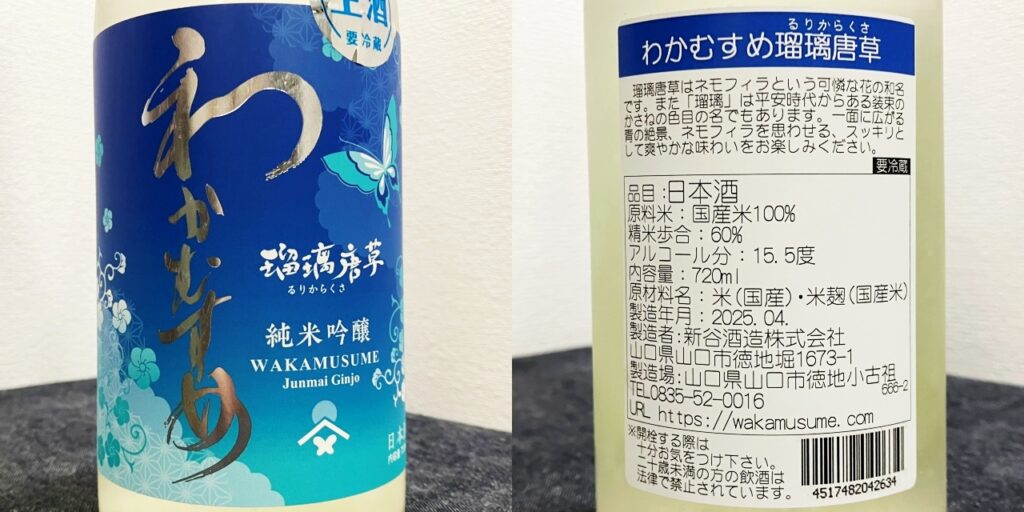 生酒
要冷蔵
わかむすめ
瑠璃唐草
るりからくさ
純米吟醸
WAKAMUSUME
Junmai Ginjo
日本
るりからくさ
わかむすめ瑠璃唐草
瑠璃唐草はネモフィラという可憐な花の和名
です。また「瑠璃」は平安時代からある装束の
かさねの色目の名でもあります。一面に広がる
青の絶景、ネモフィラを思わせる、スッキリと
して爽やかな味わいをお楽しみください。
要冷蔵
品目:日本酒
原料米:国産米100%
精米歩合:60%
アルコール分:15.5度
内容量:720ml
原材料名:米(国産)・米麹(国産米)
製造年月:2025.04.
製造者:新谷酒造株式会社
山口県山口市徳地堀1673-1
製造場:山口県山口市徳地小古祖
668-2
TEL0835-52-0016
URL https://wakamusume.com
※開栓する際は
十分お気をつけ下さい。
二十歳未満の方の飲酒は
法律で禁止されています。
4517482042634